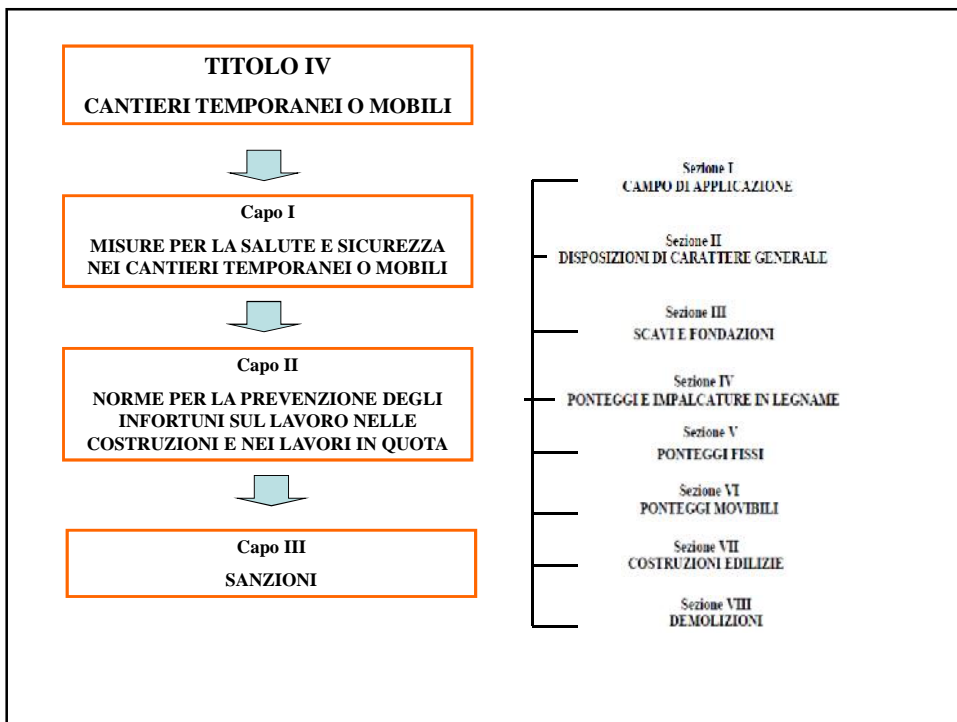 TITOLO IV
CANTIERI TEMPORANEI O MOBILI
Capo I
MISURE PER LA SALUTE E SICUREZZA
NEI CANTIERI TEMPORANEI O MOBILI
Capo II
NORME PER LA PREVENZIONE DEGLI
INFORTUNI SUL LAVORO NELLE
COSTRUZIONI E NEI LAVORI IN QUOTA
Capo III
SANZIONI
Sezione I
CAMPO DI APPLICAZIONE
Sezione II
DISPOSIZIONI DI CARATTERE GENERALE
Sezione III
SCAVI E FONDAZIONI
Sezione IV
PONTEGGI E IMPALCATURE IN LEGNAME
Sezione V
PONTEGGI FISSI
Sezione VI
PONTEGGI MOVIBILI
Sezione VII
COSTRUZIONI EDILIZIE
Sezione VIII
DEMOLIZIONI